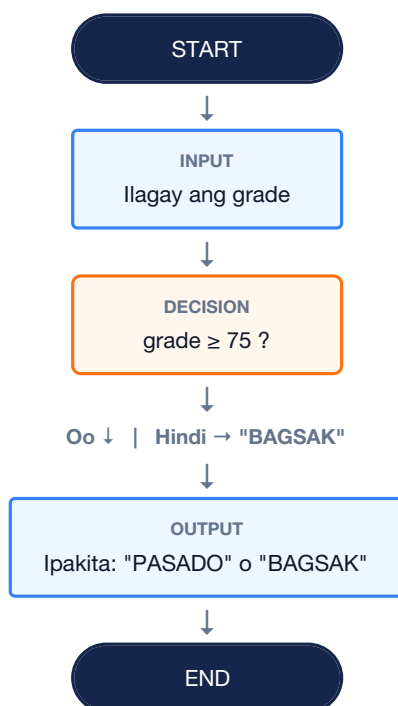 START
↓
INPUT
Ilagay ang grade
↓
DECISION
grade ≥ 75 ?
↓
Oo ↓ | Hindi → "BAGSAK"
↓
OUTPUT
Ipakita: "PASADO" o "BAGSAK"
↓
END